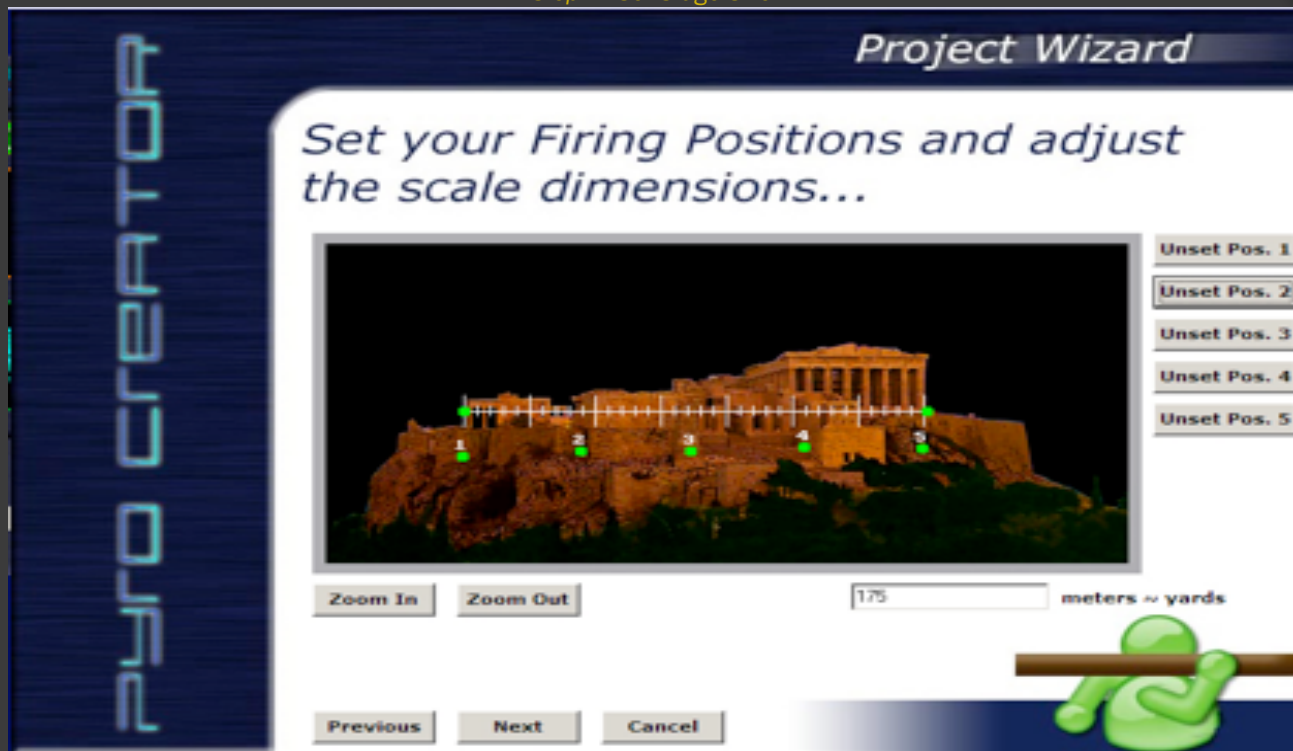 Project Wizard
PYRO CREATOR
Set your Firing Positions and adjust
the scale dimensions...
Unset Pos. 1
Unset Pos. 2
Unset Pos. 3
Unset Pos. 4
Unset Pos. 5
1 2 3 4 5
Zoom In Zoom Out 175 meters ~ yards
Previous Next Cancel